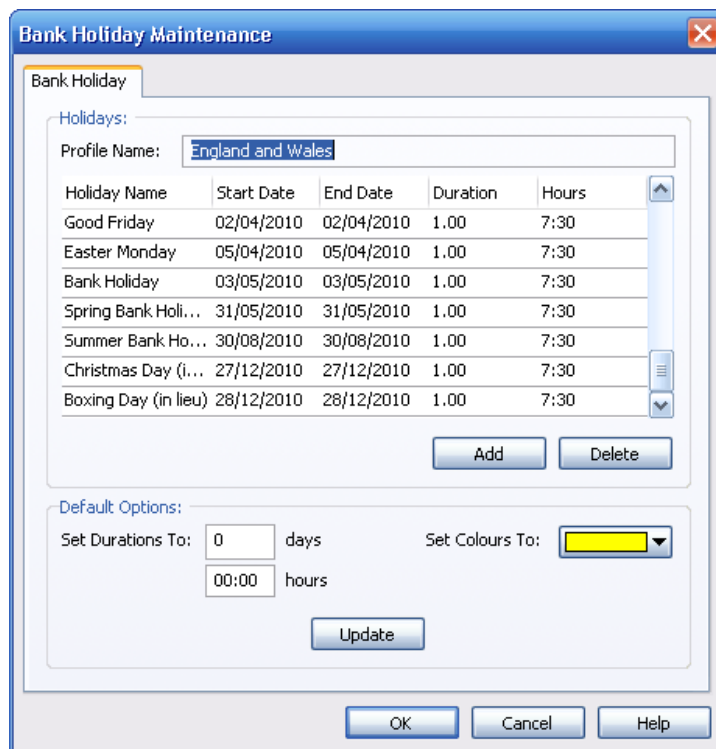 Bank Holiday Maintenance
Bank Holiday
Holidays:
Profile Name: England and Wales
Holiday Name Start Date End Date Duration Hours
Good Friday 02/04/2010 02/04/2010 1.00 7:30
Easter Monday 05/04/2010 05/04/2010 1.00 7:30
Bank Holiday 03/05/2010 03/05/2010 1.00 7:30
Spring Bank Holi... 31/05/2010 31/05/2010 1.00 7:30
Summer Bank Ho... 30/08/2010 30/08/2010 1.00 7:30
Christmas Day (i... 27/12/2010 27/12/2010 1.00 7:30
Boxing Day (in lieu) 28/12/2010 28/12/2010 1.00 7:30
Add Delete
Default Options:
Set Durations To: 0 days Set Colours To:
00:00 hours
Update
OK Cancel Help